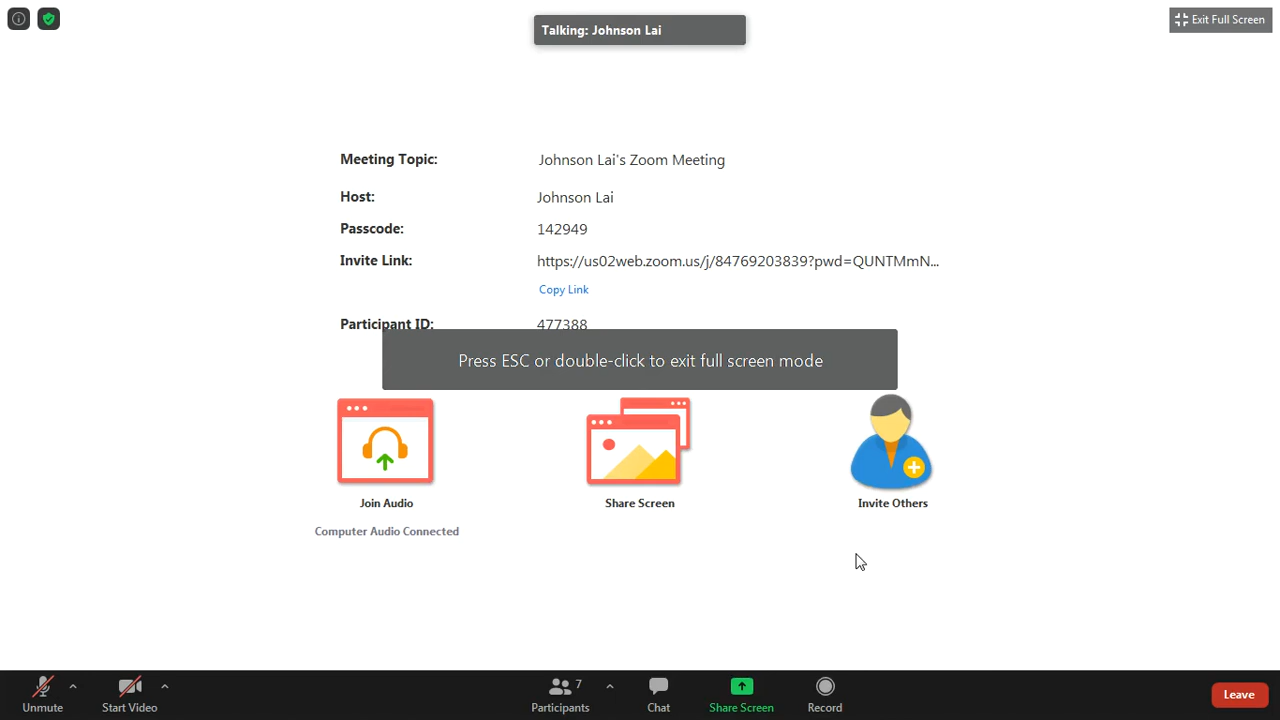 Talking: Johnson Lai
Exit Full Screen
Meeting Topic: Johnson Lai's Zoom Meeting
Host: Johnson Lai
Passcode: 142949
Invite Link: https://us02web.zoom.us/j/84769203839?pwd=QUNTMmN...
Copy Link
Participant ID: 477388
Press ESC or double-click to exit full screen mode
Join Audio
Share Screen
Invite Others
Computer Audio Connected
Unmute
Start Video
7
Participants
Chat
Share Screen
Record
Leave